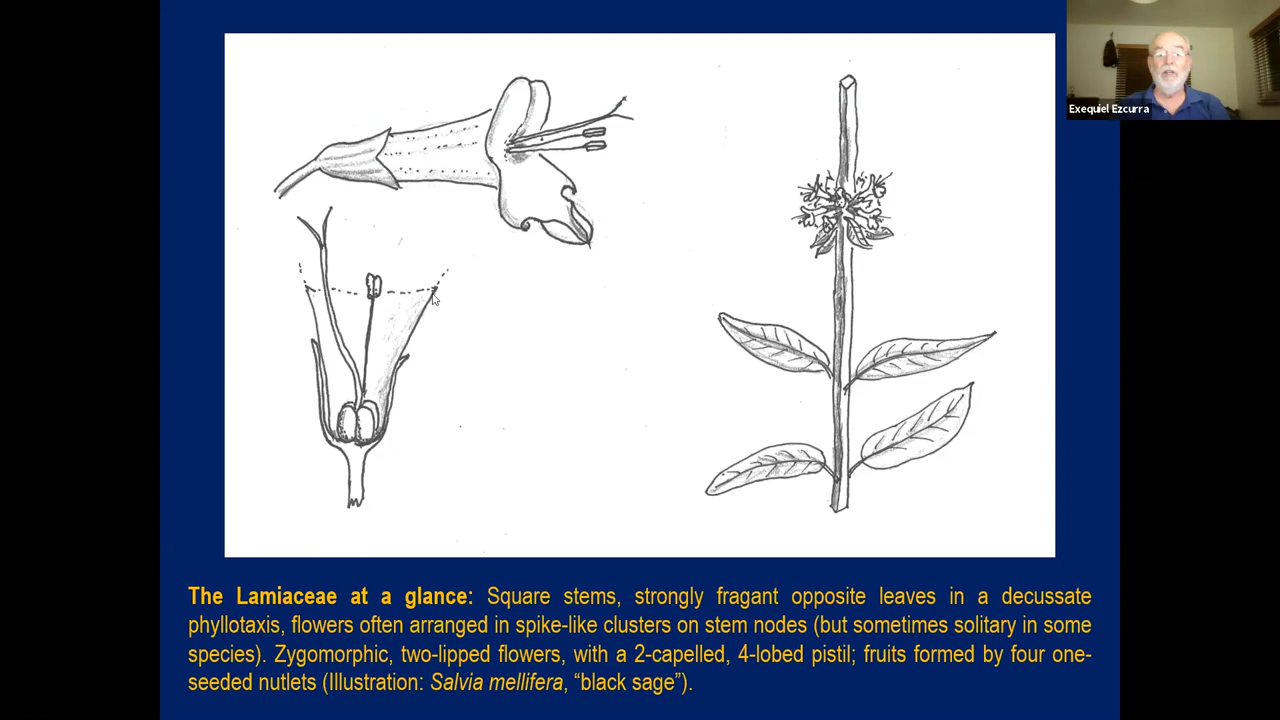 Exequiel Ezcurra
The Lamiaceae at a glance: Square stems, strongly fragant opposite leaves in a decussate
phyllotaxis, flowers often arranged in spike-like clusters on stem nodes (but sometimes solitary in some
species). Zygomorphic, two-lipped flowers, with a 2-capelled, 4-lobed pistil; fruits formed by four one-
seeded nutlets (Illustration: Salvia mellifera, “black sage”).